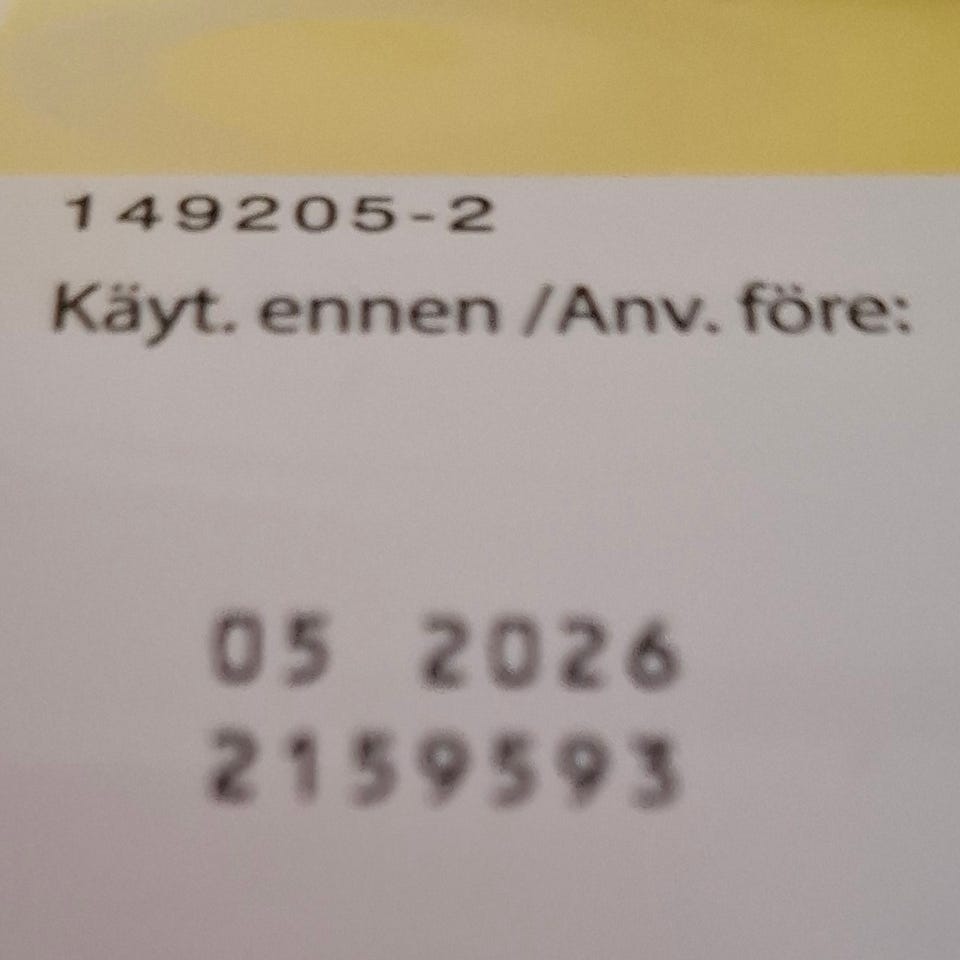 149205-2
Käyt. ennen /Anv. före:
05 2026
2159593